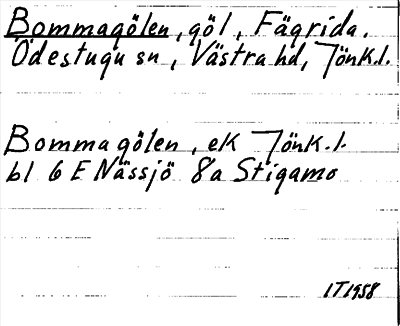 Bommagölen, göl, Fägrida.
Ödestugu sn, Västra hd, Jönk.l.
Bommagölen, ek Jönk.l.
bl 6 E Nässjö 8a Stigamo
IT1958